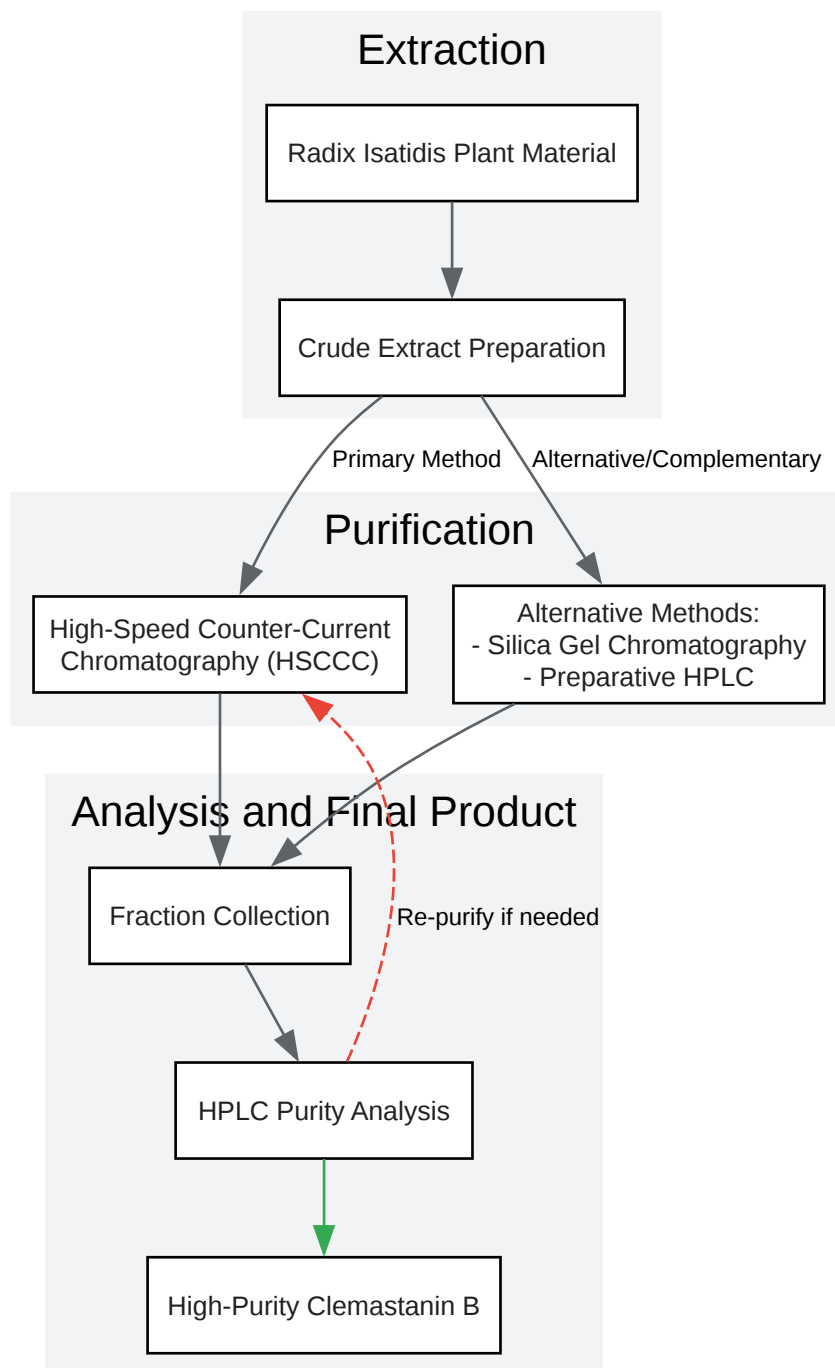 Extraction
Radix Isatidis Plant Material
Crude Extract Preparation
Primary Method
Alternative/Complementary
Purification
High-Speed Counter-Current
Chromatography (HSCCC)
Alternative Methods:
- Silica Gel Chromatography
- Preparative HPLC
Analysis and Final Product
Fraction Collection
Re-purify if needed
HPLC Purity Analysis
High-Purity Clemastanin B